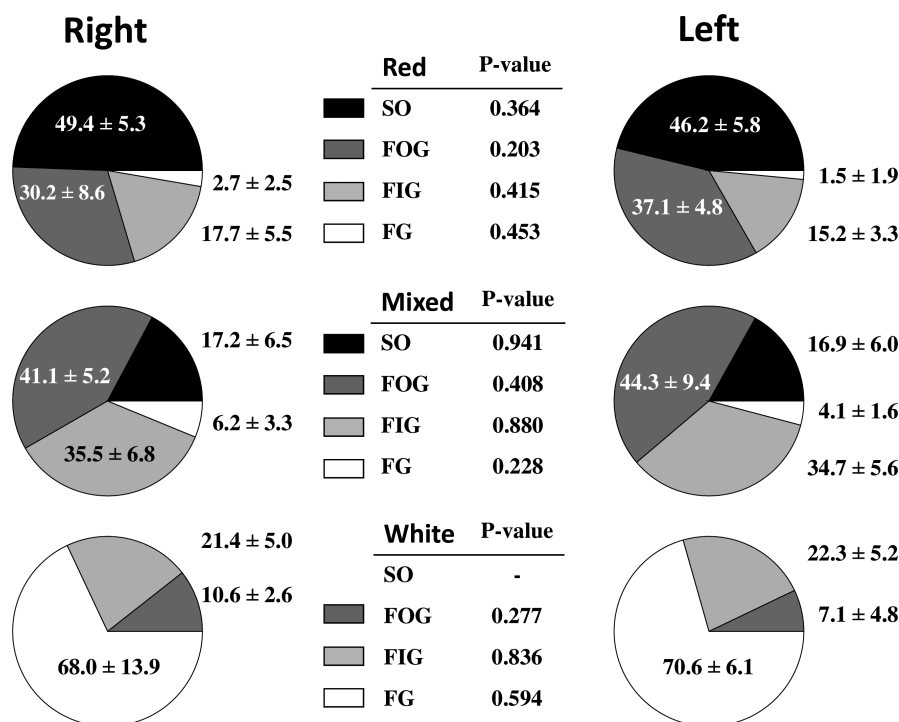 Right
Left
Red P-value
SO 0.364
FOG 0.203
FIG 0.415
FG 0.453
49.4 ± 5.3
30.2 ± 8.6
2.7 ± 2.5
17.7 ± 5.5
46.2 ± 5.8
37.1 ± 4.8
1.5 ± 1.9
15.2 ± 3.3
Mixed P-value
SO 0.941
FOG 0.408
FIG 0.880
FG 0.228
17.2 ± 6.5
41.1 ± 5.2
6.2 ± 3.3
35.5 ± 6.8
16.9 ± 6.0
44.3 ± 9.4
4.1 ± 1.6
34.7 ± 5.6
White P-value
SO -
FOG 0.277
FIG 0.836
FG 0.594
21.4 ± 5.0
10.6 ± 2.6
68.0 ± 13.9
22.3 ± 5.2
7.1 ± 4.8
70.6 ± 6.1